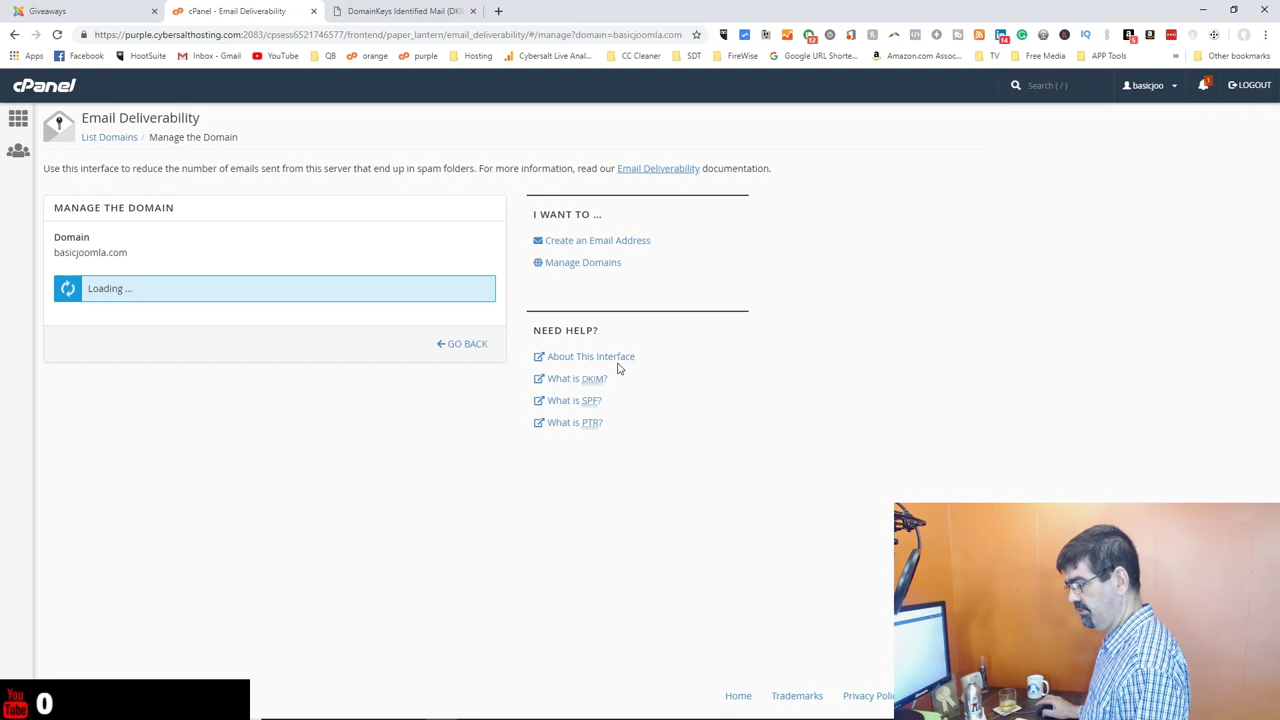 Giveaways
cPanel - Email Deliverability
DomainKeys Identified Mail (DKI
https://purple.cybersalthosting.com:2083/cpsess6521746577/frontend/paper_lantern/email_deliverability/#/manage?domain=basicjoomla.com
Apps
Facebook
HootSuite
Inbox - Gmail
YouTube
QB
orange
purple
Hosting
Cybersalt Live Anal...
CC Cleaner
SDT
FireWise
Google URL Shorte...
Amazon.com Assoc...
TV
Free Media
APP Tools
»
Other bookmarks
cPanel
Search ( / )
basicjoo
1
LOGOUT
Email Deliverability
List Domains / Manage the Domain
Use this interface to reduce the number of emails sent from this server that end up in spam folders. For more information, read our Email Deliverability documentation.
MANAGE THE DOMAIN
Domain
basicjoomla.com
Loading ...
GO BACK
I WANT TO ...
Create an Email Address
Manage Domains
NEED HELP?
About This Interface
What is DKIM?
What is SPF?
What is PTR?
Home
Trademarks
Privacy Polic
You
Tube
0